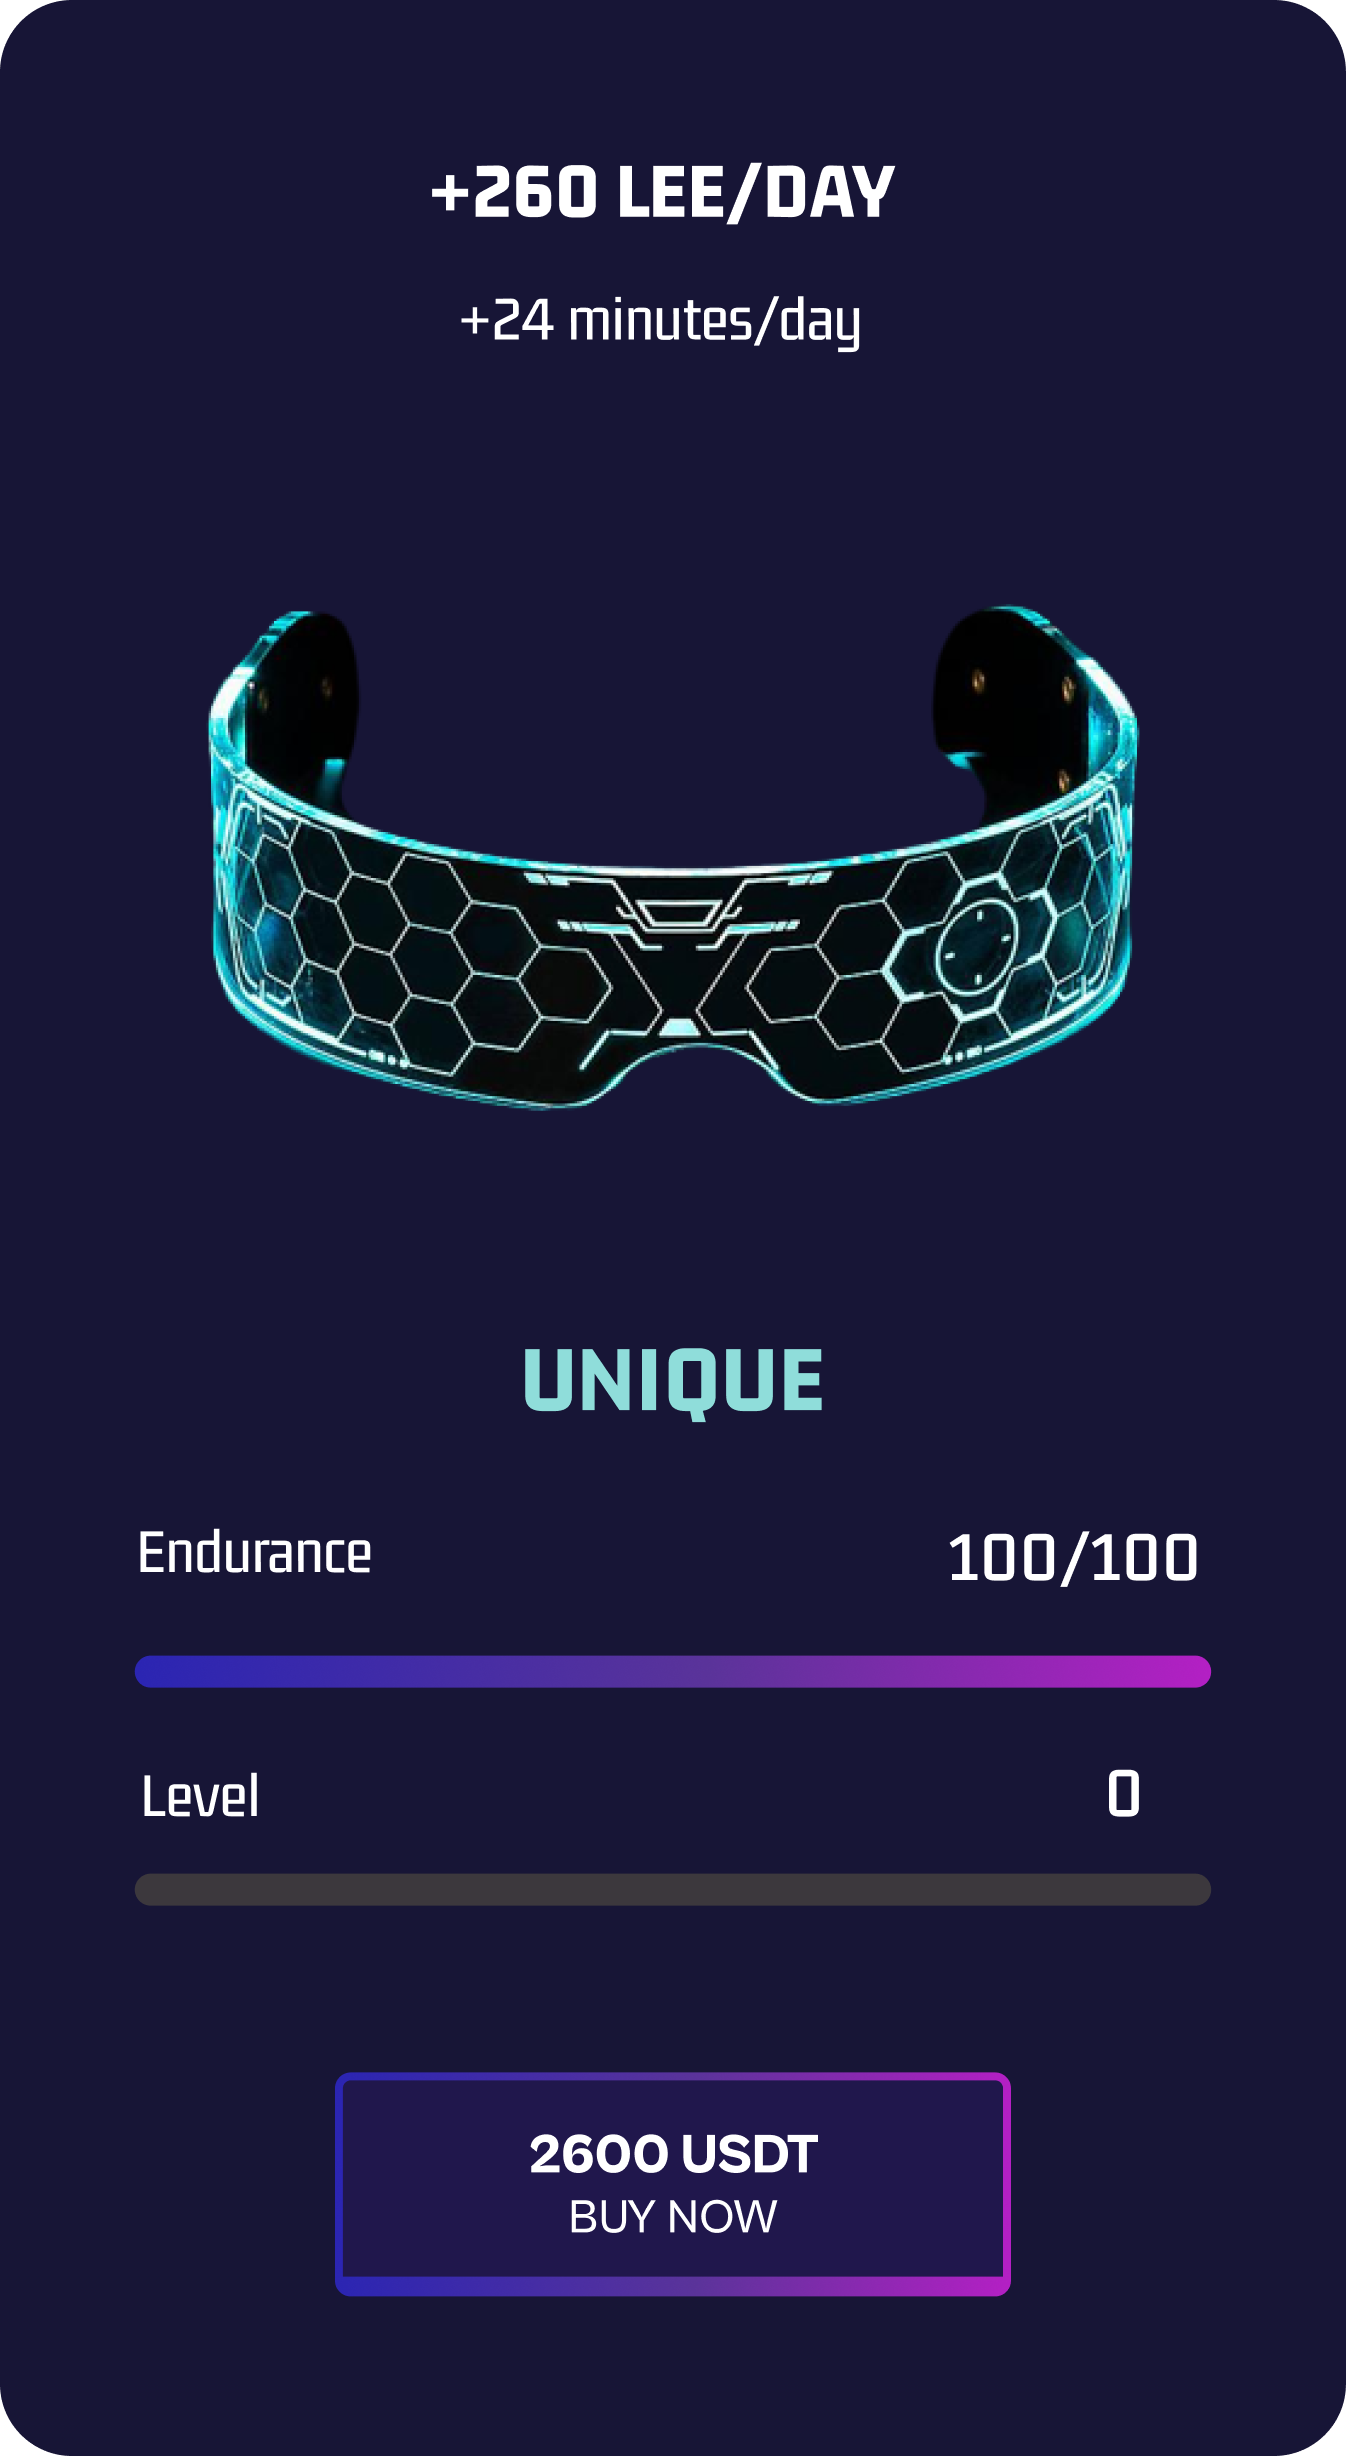 +260 LEE/DAY
+24 minutes/day
UNIQUE
Endurance 100/100
Level 0
2600 USDT
BUY NOW